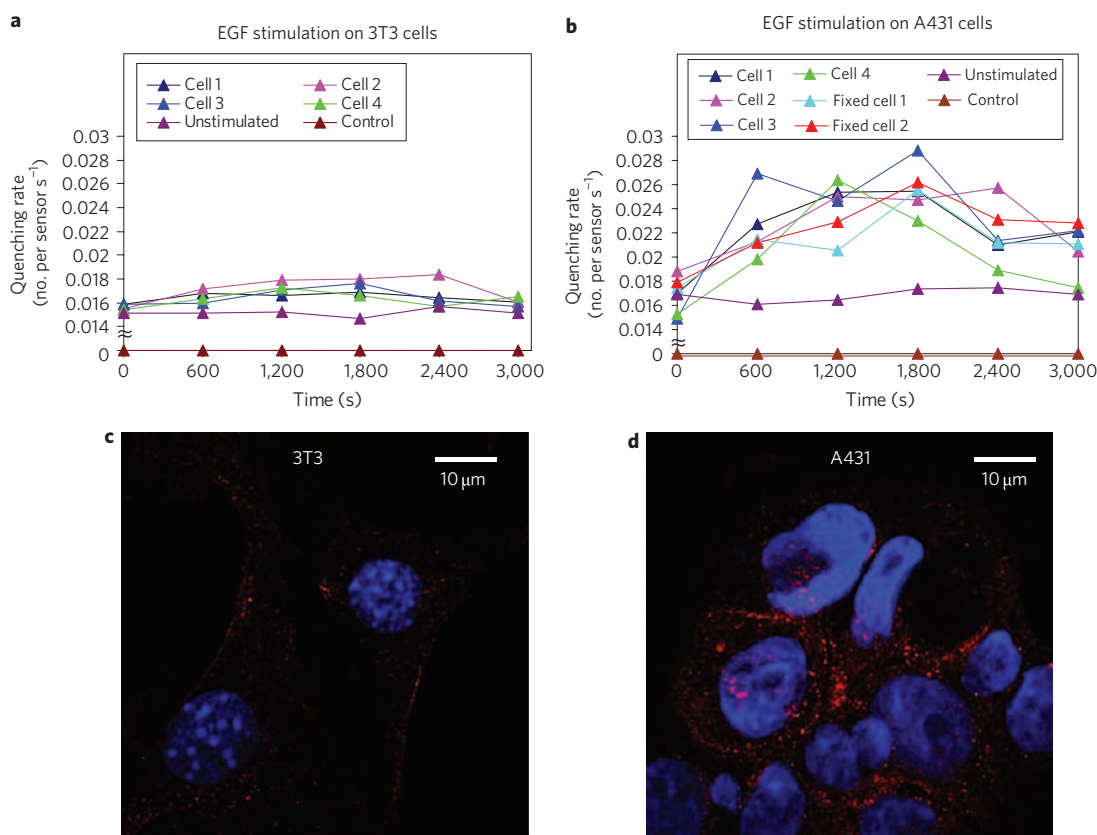 a
EGF stimulation on 3T3 cells
Cell 1
Cell 2
Cell 3
Cell 4
Unstimulated
Control
Quenching rate
(no. per sensor s⁻¹)
0.03
0.028
0.026
0.024
0.022
0.02
0.018
0.016
0.014
0
0
600
1,200
1,800
2,400
3,000
Time (s)
b
EGF stimulation on A431 cells
Cell 1
Cell 4
Unstimulated
Cell 2
Fixed cell 1
Control
Cell 3
Fixed cell 2
Quenching rate
(no. per sensor s⁻¹)
0.03
0.028
0.026
0.024
0.022
0.02
0.018
0.016
0.014
0
0
600
1,200
1,800
2,400
3,000
Time (s)
c
3T3
10 µm
d
A431
10 µm